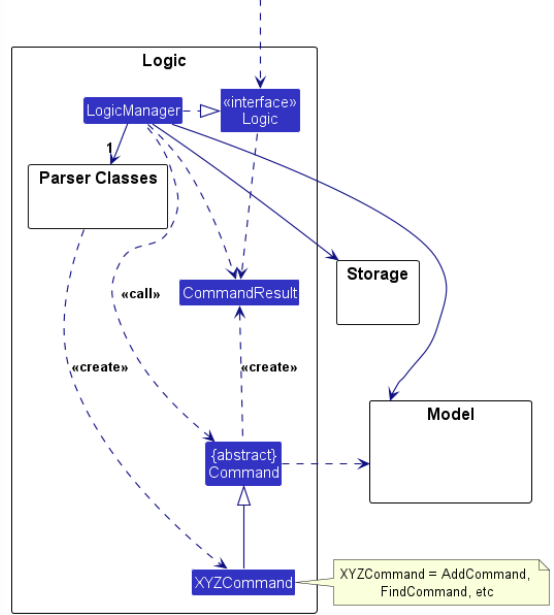 Logic
LogicManager
«interface»
Logic
1
Parser Classes
Storage
CommandResult
«call»
«create»
«create»
Model
{abstract}
Command
XYZCommand
XYZCommand = AddCommand,
FindCommand, etc